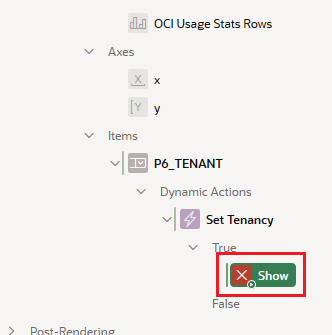 OCI Usage Stats Rows
Axes
x
y
Items
P6_TENANT
Dynamic Actions
Set Tenancy
True
Show
False
Post-Rendering